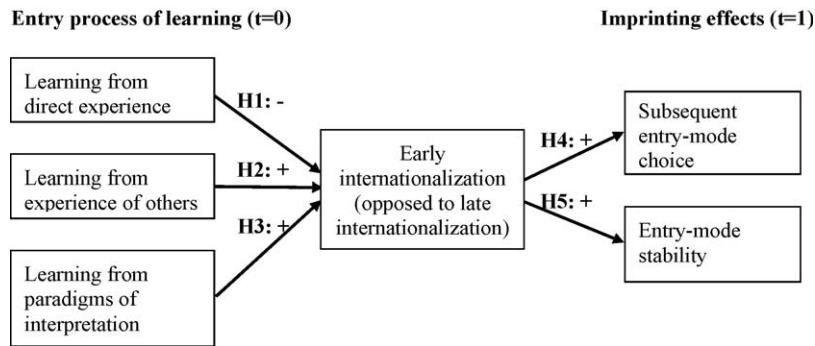 Entry process of learning (t=0)
Imprinting effects (t=1)
Learning from
direct experience
H1: -
Learning from
experience of others
H2: +
Learning from
paradigms of
interpretation
H3: +
Early
internationalization
(opposed to late
internationalization)
H4: +
Subsequent
entry-mode
choice
H5: +
Entry-mode
stability